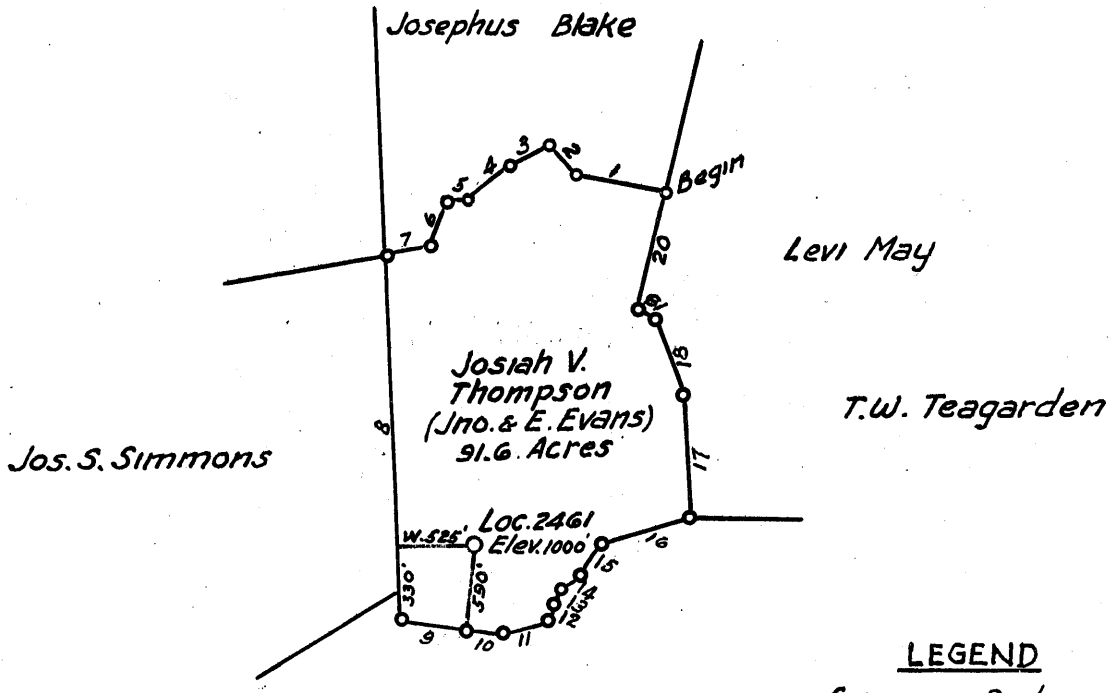 Josephus Blake
3
2
4
1
Begin
5
6
7
20
Levi May
19
18
Josiah V.
Thompson
(Jno. & E. Evans)
91.6. Acres
T.W. Teagarden
8
Jos. S. Simmons
17
Loc. 2461
W. 525'
Elev. 1000'
16
15
330'
590'
14
13
12
9
10
11
LEGEND